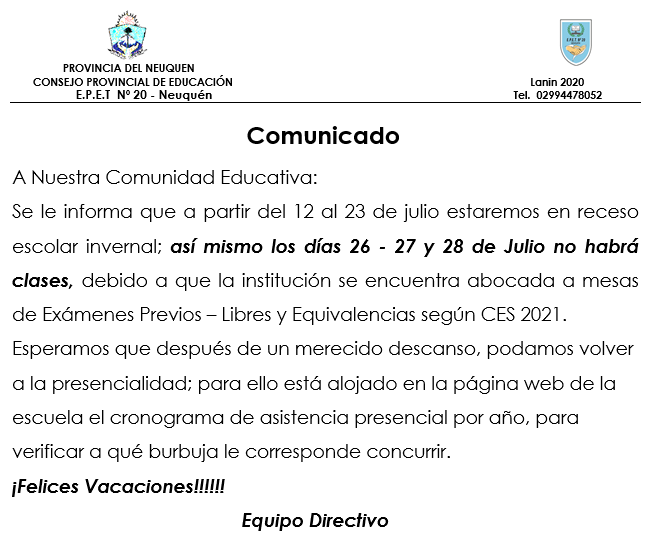 PROVINCIA DEL NEUQUEN
CONSEJO PROVINCIAL DE EDUCACIÓN
E.P.E.T Nº 20 - Neuquén
Lanin 2020
Tel. 02994478052
Comunicado
A Nuestra Comunidad Educativa:
Se le informa que a partir del 12 al 23 de julio estaremos en receso
escolar invernal; así mismo los días 26 - 27 y 28 de Julio no habrá
clases, debido a que la institución se encuentra abocada a mesas
de Exámenes Previos – Libres y Equivalencias según CES 2021.
Esperamos que después de un merecido descanso, podamos volver
a la presencialidad; para ello está alojado en la página web de la
escuela el cronograma de asistencia presencial por año, para
verificar a qué burbuja le corresponde concurrir.
¡Felices Vacaciones!!!!!!
Equipo Directivo